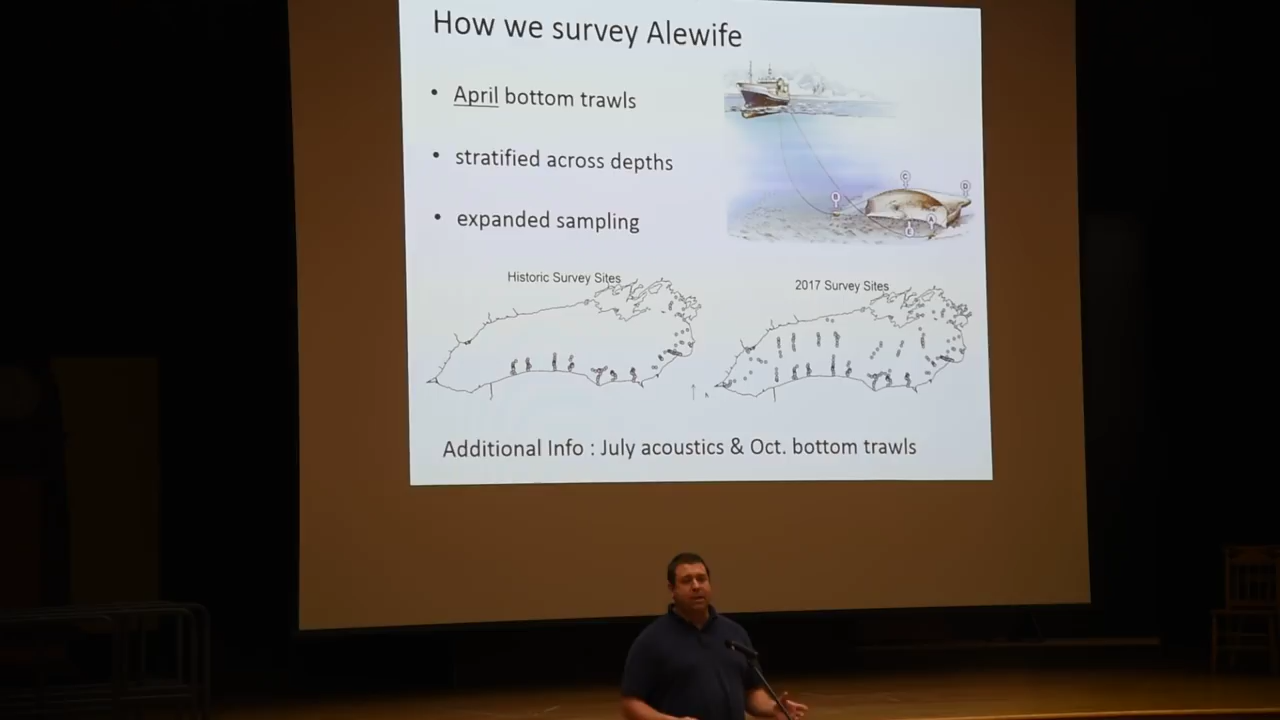 How we survey Alewife
• April bottom trawls
• stratified across depths
• expanded sampling
B
C
D
A
E
Historic Survey Sites
2017 Survey Sites
Additional Info : July acoustics & Oct. bottom trawls